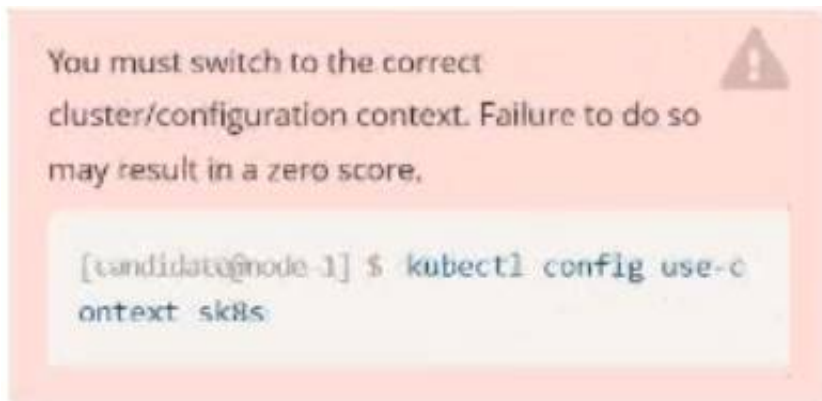 You must switch to the correct
cluster/configuration context. Failure to do so
may result in a zero score.
[candidate@node-1] $ kubectl config use-c
ontext sk8s